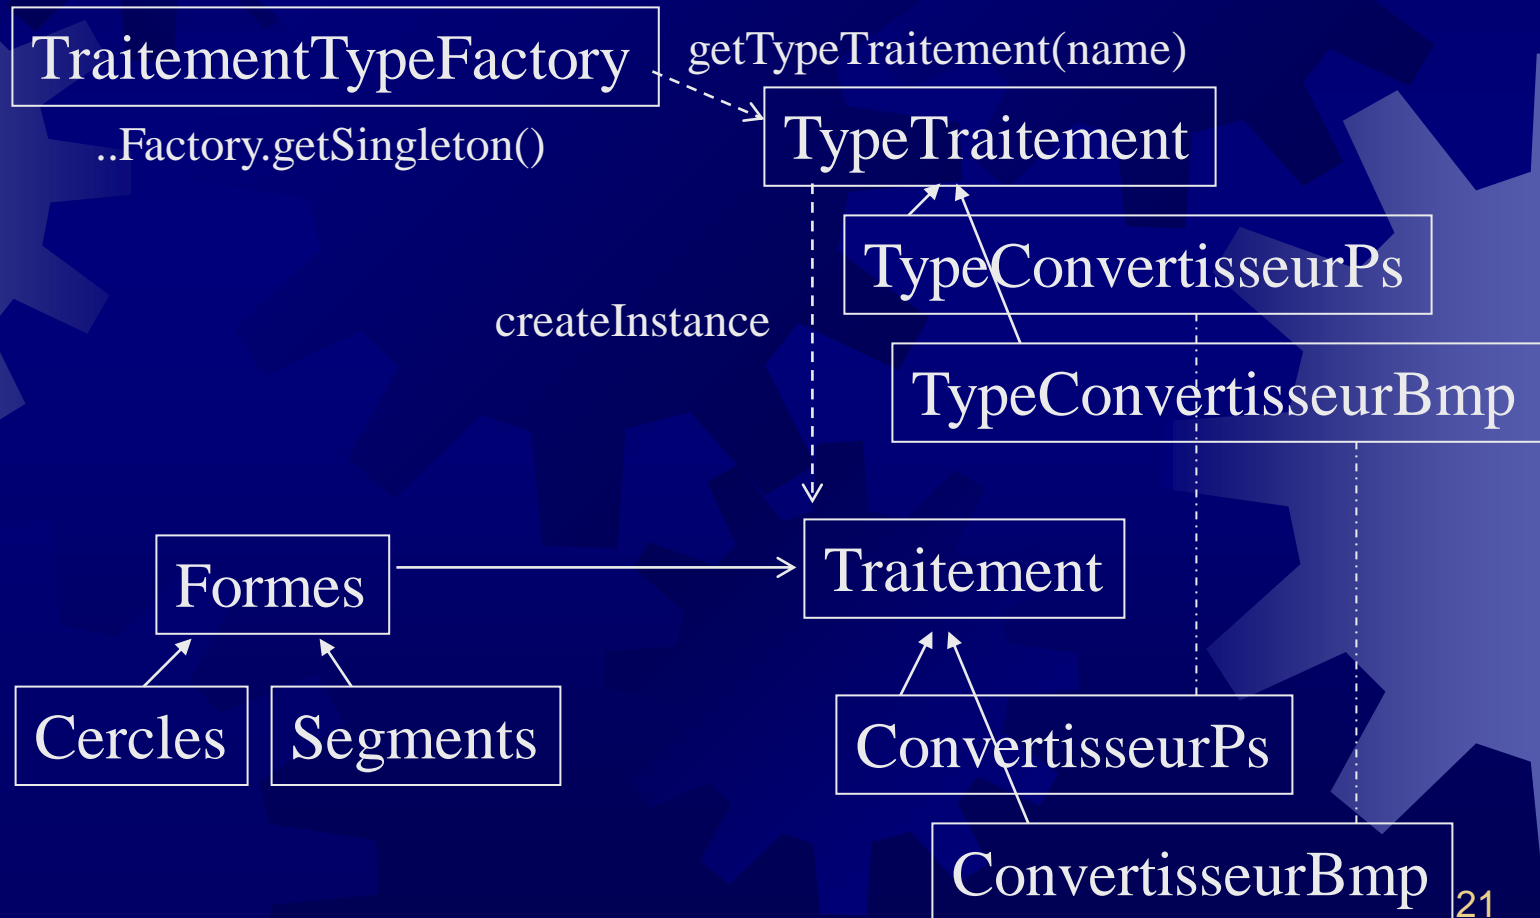 TraitementTypeFactory
getTypeTraitement(name)
..Factory.getSingleton()
TypeTraitement
TypeConvertisseurPs
createInstance
TypeConvertisseurBmp
Formes
Traitement
Cercles
Segments
ConvertisseurPs
ConvertisseurBmp
21